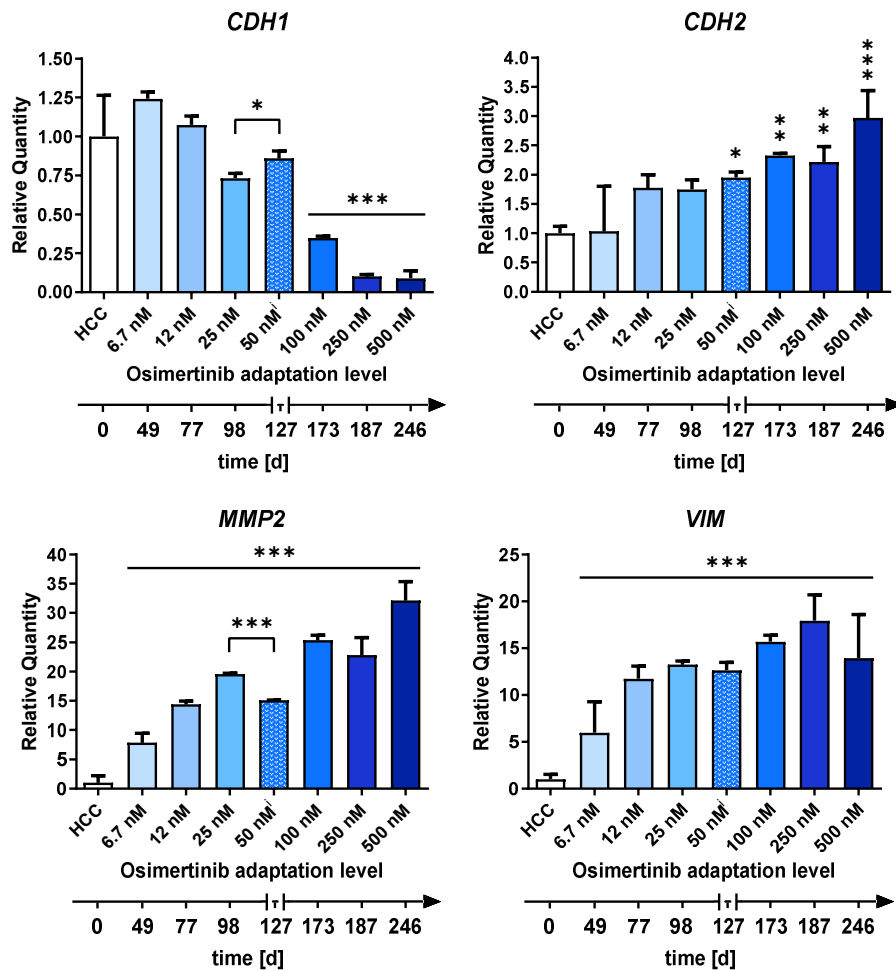 CDH1
Relative Quantity
1.50
1.25
1.00
0.75
0.50
0.25
0.00
*
***
HCC
6.7 nM
12 nM
25 nM
50 nMⁱ
100 nM
250 nM
500 nM
Osimertinib adaptation level
0 49 77 98 127 173 187 246
time [d]
CDH2
Relative Quantity
4.0
3.5
3.0
2.5
2.0
1.5
1.0
0.5
0.0
*
**
**
***
HCC
6.7 nM
12 nM
25 nM
50 nMⁱ
100 nM
250 nM
500 nM
Osimertinib adaptation level
T
0 49 77 98 127 173 187 246
time [d]
MMP2
Relative Quantity
40
35
30
25
20
15
10
5
0
***
***
HCC
6.7 nM
12 nM
25 nM
50 nMⁱ
100 nM
250 nM
500 nM
Osimertinib adaptation level
T
0 49 77 98 127 173 187 246
time [d]
VIM
Relative Quantity
25
20
15
10
5
0
***
HCC
6.7 nM
12 nM
25 nM
50 nMⁱ
100 nM
250 nM
500 nM
Osimertinib adaptation level
T
0 49 77 98 127 173 187 246
time [d]